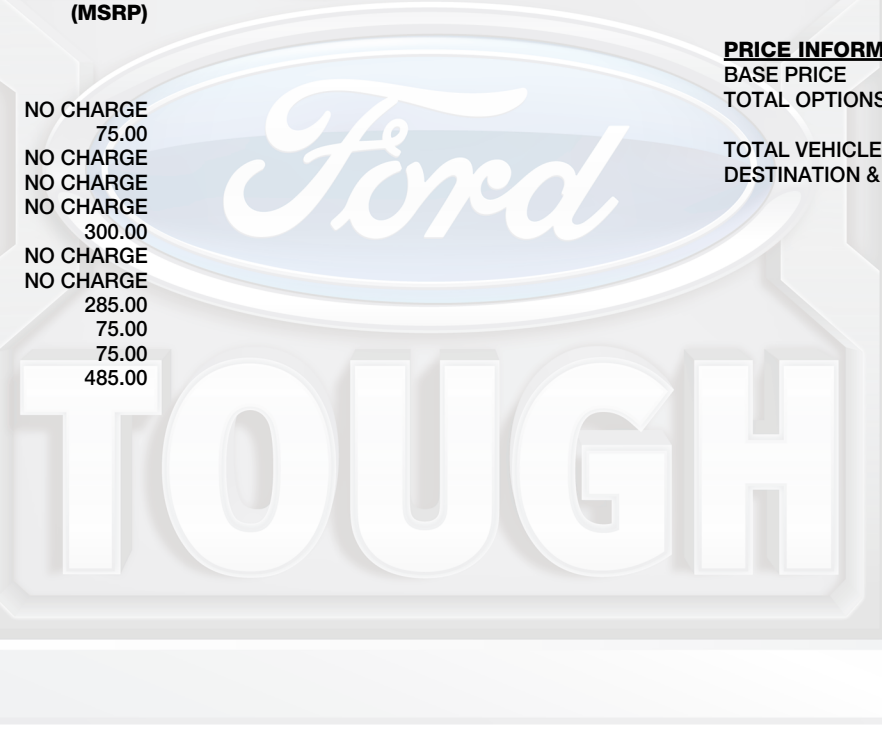 (MSRP)
NO CHARGE
75.00
NO CHARGE
NO CHARGE
NO CHARGE
300.00
NO CHARGE
NO CHARGE
285.00
75.00
75.00
485.00
PRICE INFORM
BASE PRICE
TOTAL OPTIONS
TOTAL VEHICLE
DESTINATION &
Ford
TOUGH